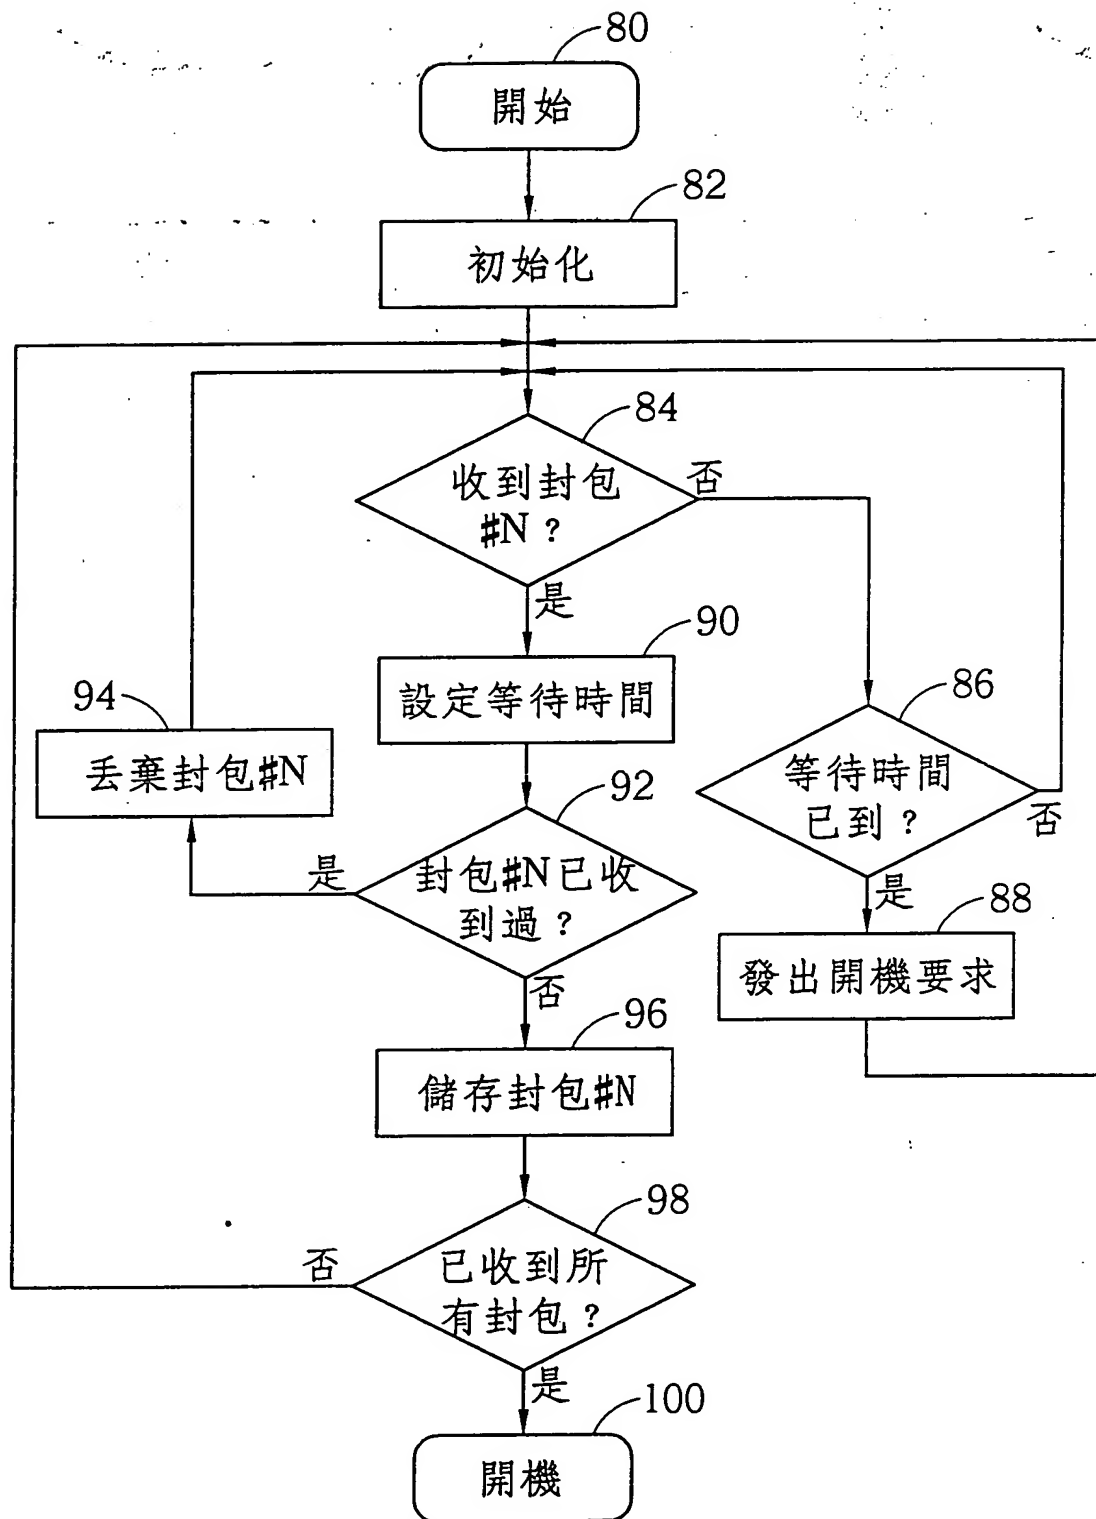 80
開始
82
初始化
84
收到封包
#N?
否
是
90
設定等待時間
94
丟棄封包#N
86
等待時間
已到?
否
是
92
封包#N已收
到過?
是
否
88
發出開機要求
96
儲存封包#N
98
已收到所
有封包?
否
是
100
開機